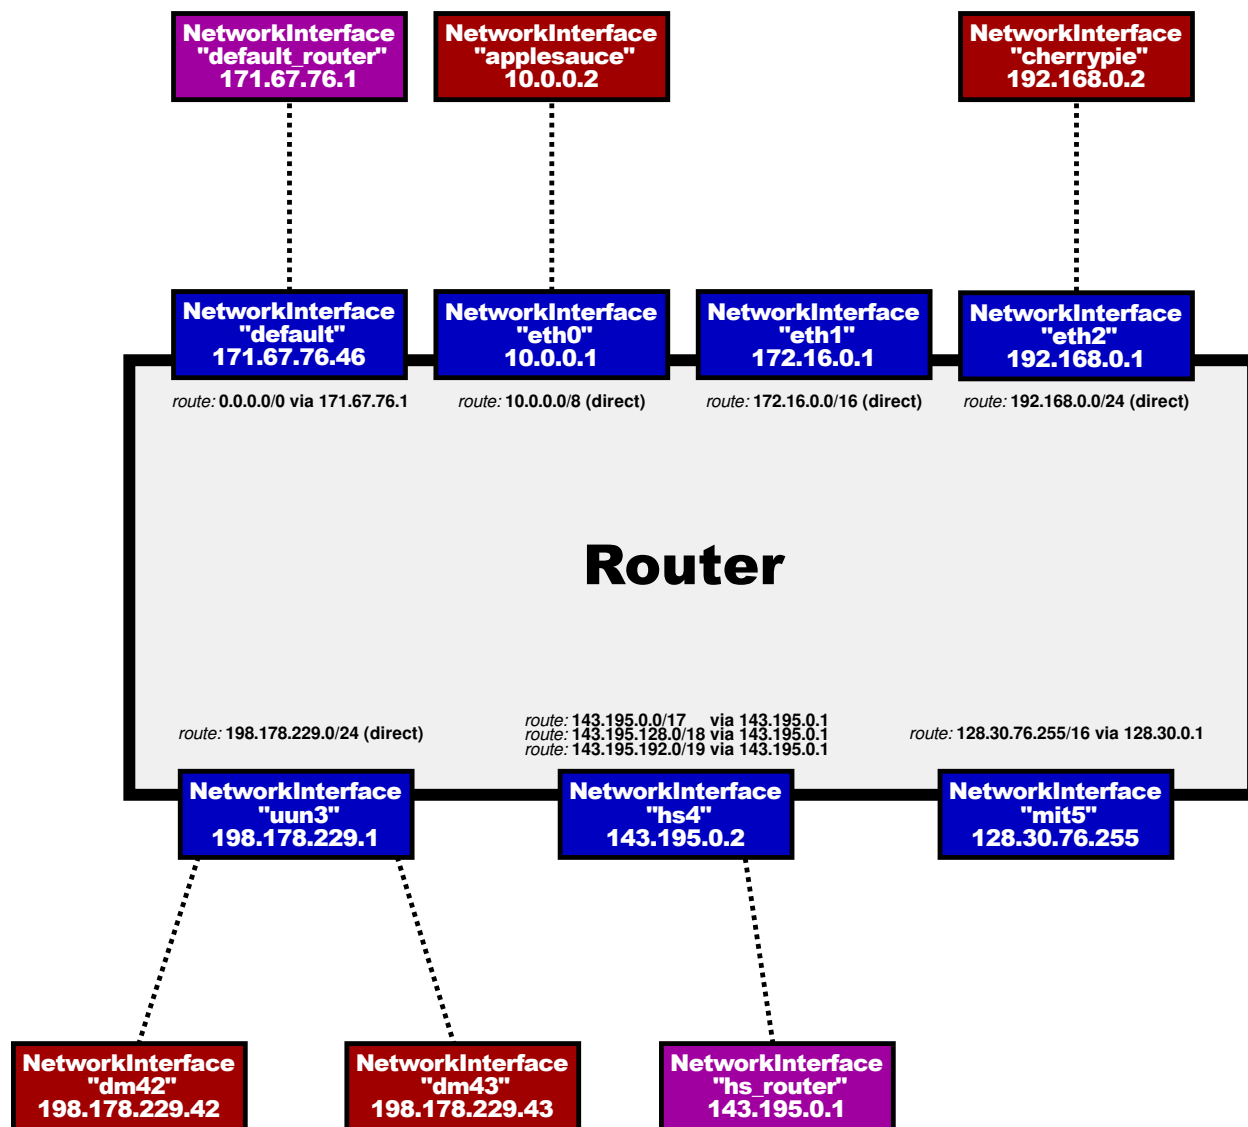 NetworkInterface
"default_router"
171.67.76.1
NetworkInterface
"applesauce"
10.0.0.2
NetworkInterface
"cherrypie"
192.168.0.2
NetworkInterface
"default"
171.67.76.46
NetworkInterface
"eth0"
10.0.0.1
NetworkInterface
"eth1"
172.16.0.1
NetworkInterface
"eth2"
192.168.0.1
route: 0.0.0.0/0 via 171.67.76.1
route: 10.0.0.0/8 (direct)
route: 172.16.0.0/16 (direct)
route: 192.168.0.0/24 (direct)
Router
route: 198.178.229.0/24 (direct)
route: 143.195.0.0/17 via 143.195.0.1
route: 143.195.128.0/18 via 143.195.0.1
route: 143.195.192.0/19 via 143.195.0.1
route: 128.30.76.255/16 via 128.30.0.1
NetworkInterface
"uun3"
198.178.229.1
NetworkInterface
"hs4"
143.195.0.2
NetworkInterface
"mit5"
128.30.76.255
NetworkInterface
"dm42"
198.178.229.42
NetworkInterface
"dm43"
198.178.229.43
NetworkInterface
"hs_router"
143.195.0.1